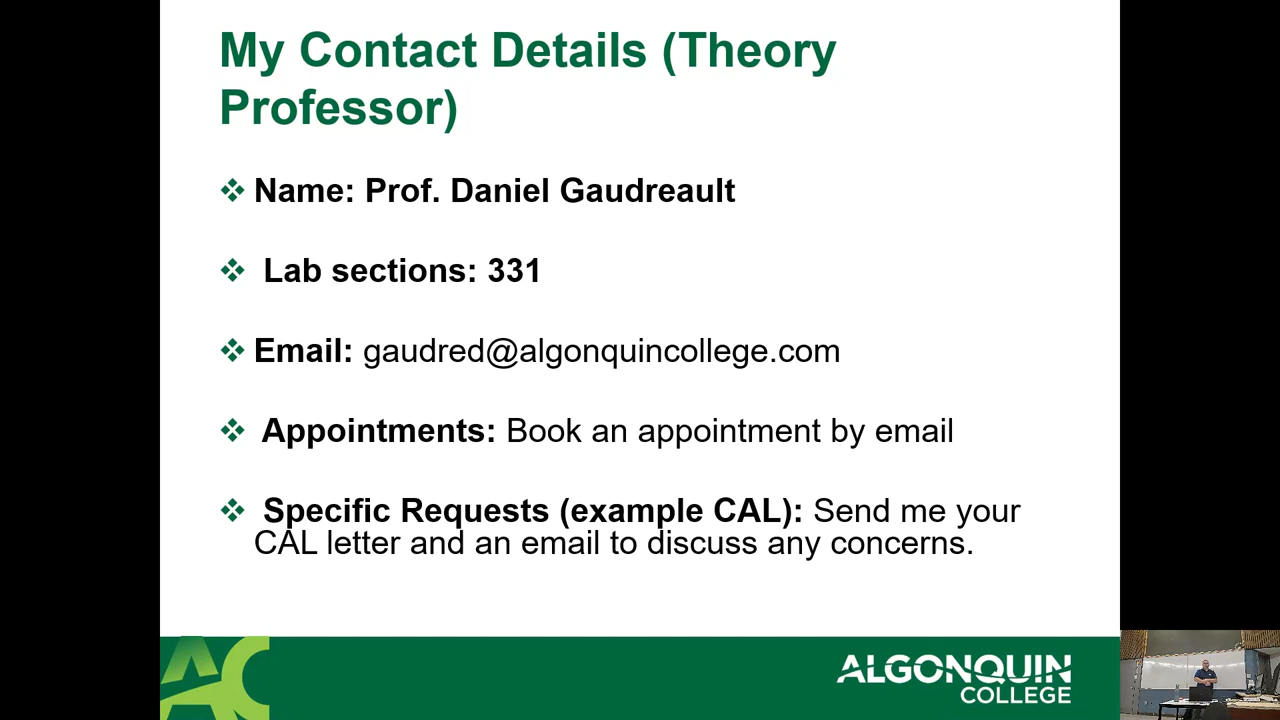 My Contact Details (Theory
Professor)
❖ Name: Prof. Daniel Gaudreault
❖ Lab sections: 331
❖ Email: gaudred@algonquincollege.com
❖ Appointments: Book an appointment by email
❖ Specific Requests (example CAL): Send me your
CAL letter and an email to discuss any concerns.
AC
ALGONQUIN
COLLEGE